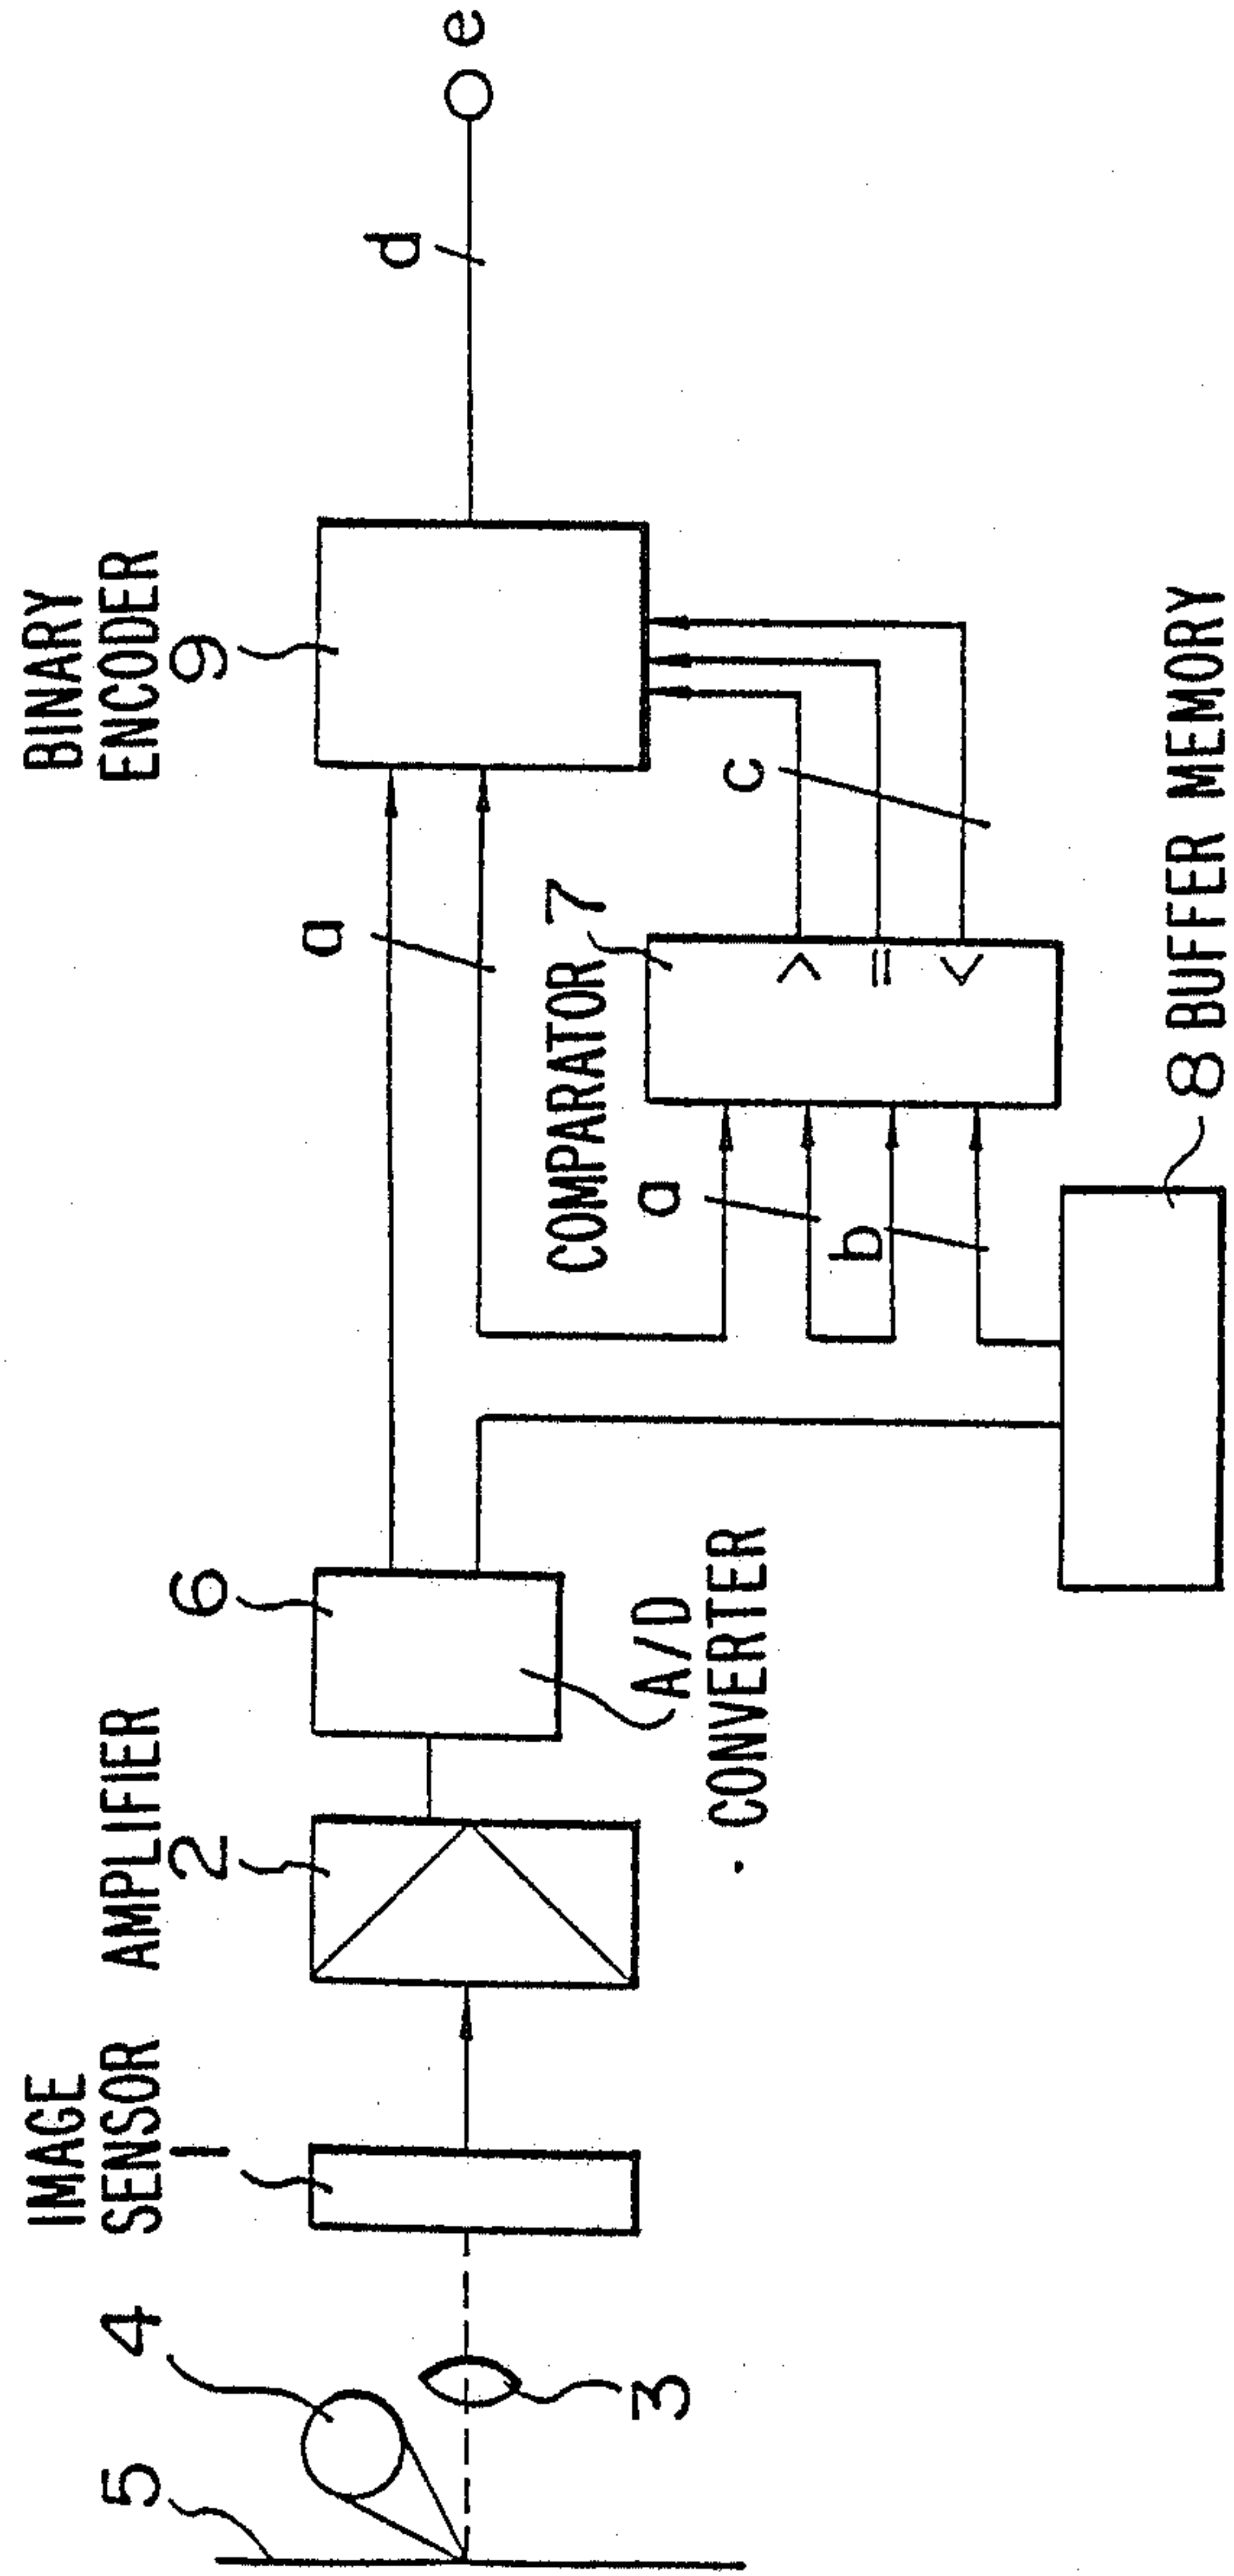 5
4
IMAGE
SENSOR
1
AMPLIFIER
2
3
6
A/D
CONVERTER
BINARY
ENCODER
9
a
d
e
COMPARATOR 7
a
b
>
=
<
c
8 BUFFER MEMORY